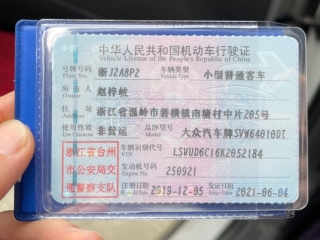 中华人民共和国机动车行驶证
Vehicle License of the People's Republic of China
号牌号码 浙J2A8P2 车辆类型 小型普通客车
Plate No. Vehicle Type
所有人 赵梓岐
Owner
住址 浙江省温岭市箬横镇南塘村中片205号
Address
使用性质 非营运 品牌型号 大众汽车牌SVW64010DT
Use Character Model
浙江省台州
市公安局交
通警察支队
车辆识别代号 LSVUD6C16K2052184
VIN
发动机号码 250921
Engine No.
注册日期 2019-12-05 发证日期 2021-06-04
Register Date Issue Date